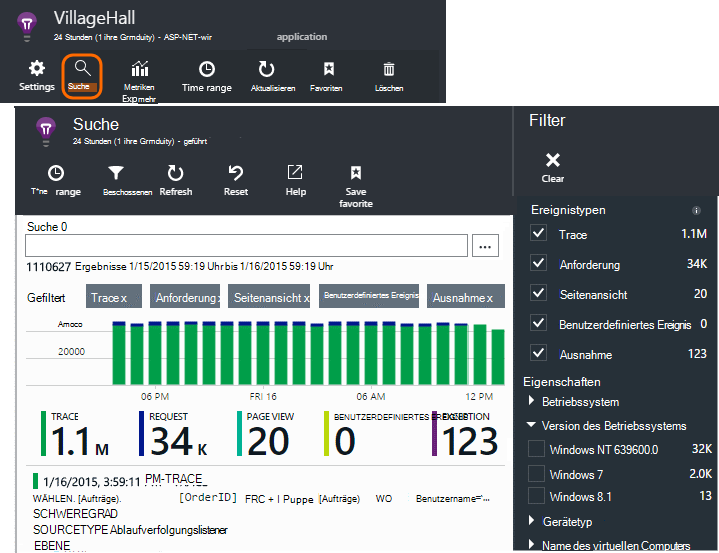 VillageHall
24 Stunden (1 ihre Grmduity) - ASP-NET-wir application
Settings Suche Metriken Expmehr Time range Aktualisieren Favoriten Löschen
Suche
24 Stunden (1 ihre Grmduity) - geführt
T*ne range Beschossenen Refresh Reset Help Save favorite
Filter
Clear
Suche 0
...
1110627 Ergebnisse 1/15/2015 59:19 Uhr bis 1/16/2015 59:19 Uhr
Gefiltert Trace x Anforderung x Seitenansicht x Benutzerdefiniertes Ereignis Ausnahme x
Amoco
20000
06 PM FRI 16 06 AM 12 PM
TRACE REQUEST PAGE VIEW BENUTZERDEFINIERTES EREIGNIS EXCEPTION
1.1 M 34 K 20 0 123
1/16/2015, 3:59:11 PM-TRACE
WÄHLEN. [Aufträge]. [OrderID] FRC + I Puppe [Aufträge] WO Benutzername='...
SCHWEREGRAD
SOURCETYPE Ablaufverfolgungslistener
EBENE
Ereignistypen
Trace 1.1M
Anforderung 34K
Seitenansicht 20
Benutzerdefiniertes Ereignis 0
Ausnahme 123
Eigenschaften
Betriebssystem
Version des Betriebssystems
Windows NT 639600.0 32K
Windows 7 2.0K
Windows 8.1 13
Gerätetyp
Name des virtuellen Computers